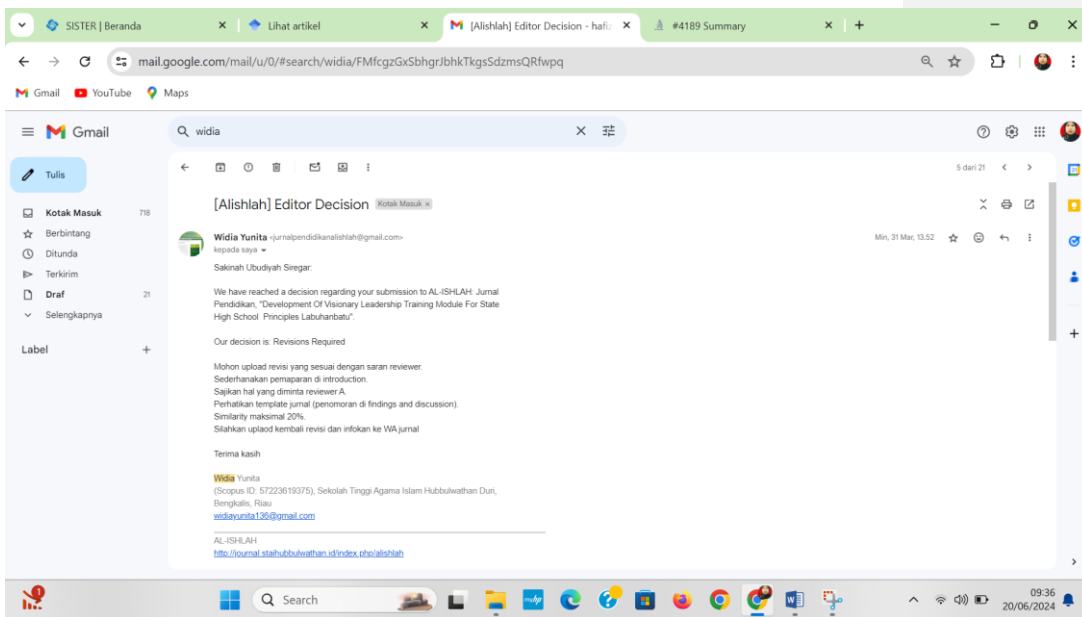 SISTER | Beranda
Lihat artikel
[Alishlah] Editor Decision - hafiz
#4189 Summary
mail.google.com/mail/u/0/#search/widia/FMfcgzGxSbhgrJbhkTkgsSdzmsQRfwpq
Gmail
YouTube
Maps
Gmail
widia
Tulis
5 dari 21
[Alishlah] Editor Decision
Kotak Masuk x
Kotak Masuk 718
Berbintang
Ditunda
Terkirim
Draf 21
Selengkapnya
Label
Widia Yunita <jurnalpendidikanalishlah@gmail.com>
Min, 31 Mar, 13.52
kepada saya
Sakinah Ubudiyah Siregar:
We have reached a decision regarding your submission to AL-ISHLAH: Jurnal
Pendidikan, "Development Of Visionary Leadership Training Module For State
High School Principles Labuhanbatu".
Our decision is: Revisions Required
Mohon upload revisi yang sesuai dengan saran reviewer.
Sederhanakan pemaparan di introduction.
Sajikan hal yang diminta reviewer A.
Perhatikan template jurnal (penomoran di findings and discussion).
Similarity maksimal 20%.
Silahkan uplaod kembali revisi dan infokan ke WA jurnal
Terima kasih
Widia Yunita
(Scopus ID: 57223619375), Sekolah Tinggi Agama Islam Hubbulwathan Duri,
Bengkalis, Riau
widiayunita136@gmail.com
AL-ISHLAH
http://journal.staihubbulwathan.id/index.php/alishlah
Search
09:36
20/06/2024